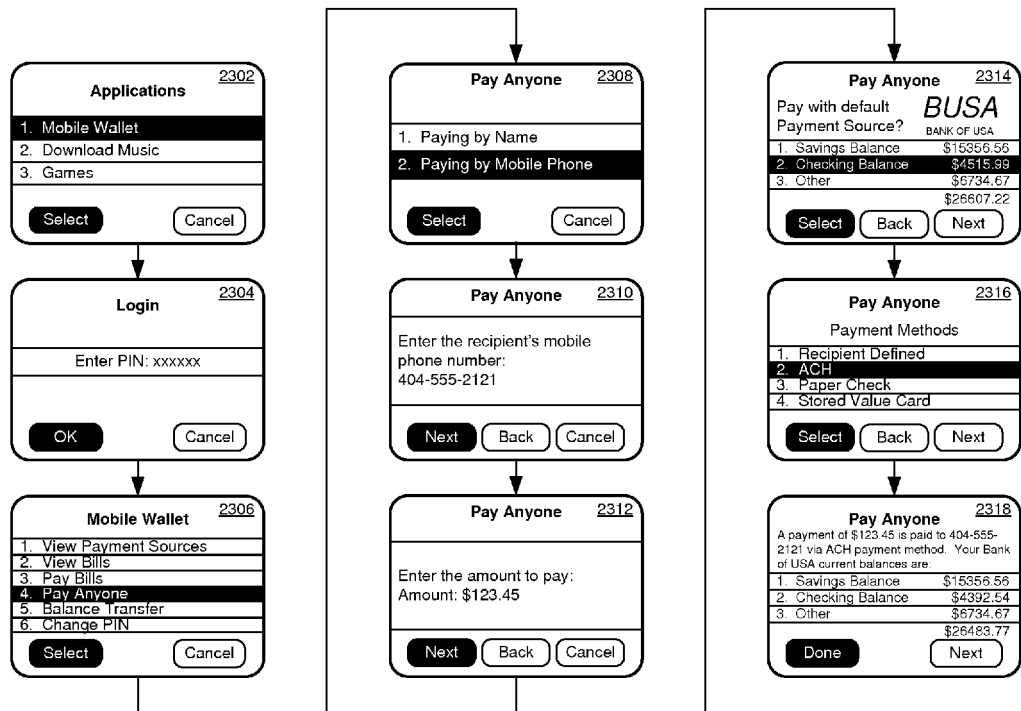 2302
Applications
1. Mobile Wallet
2. Download Music
3. Games
Select Cancel
2304
Login
Enter PIN: xxxxxx
OK Cancel
2306
Mobile Wallet
1. View Payment Sources
2. View Bills
3. Pay Bills
4. Pay Anyone
5. Balance Transfer
6. Change PIN
Select Cancel
Pay Anyone 2308
1. Paying by Name
2. Paying by Mobile Phone
Select Cancel
Pay Anyone 2310
Enter the recipient's mobile
phone number:
404-555-2121
Next Back Cancel
Pay Anyone 2312
Enter the amount to pay:
Amount: $123.45
Next Back Cancel
Pay Anyone 2314
Pay with default BUSA
Payment Source? BANK OF USA
1. Savings Balance $15356.56
2. Checking Balance $4515.99
3. Other $6734.67
$26607.22
Select Back Next
Pay Anyone 2316
Payment Methods
1. Recipient Defined
2. ACH
3. Paper Check
4. Stored Value Card
Select Back Next
Pay Anyone 2318
A payment of $123.45 is paid to 404-555-
2121 via ACH payment method. Your Bank
of USA current balances are:
1. Savings Balance $15356.56
2. Checking Balance $4392.54
3. Other $6734.67
$26483.77
Done Next